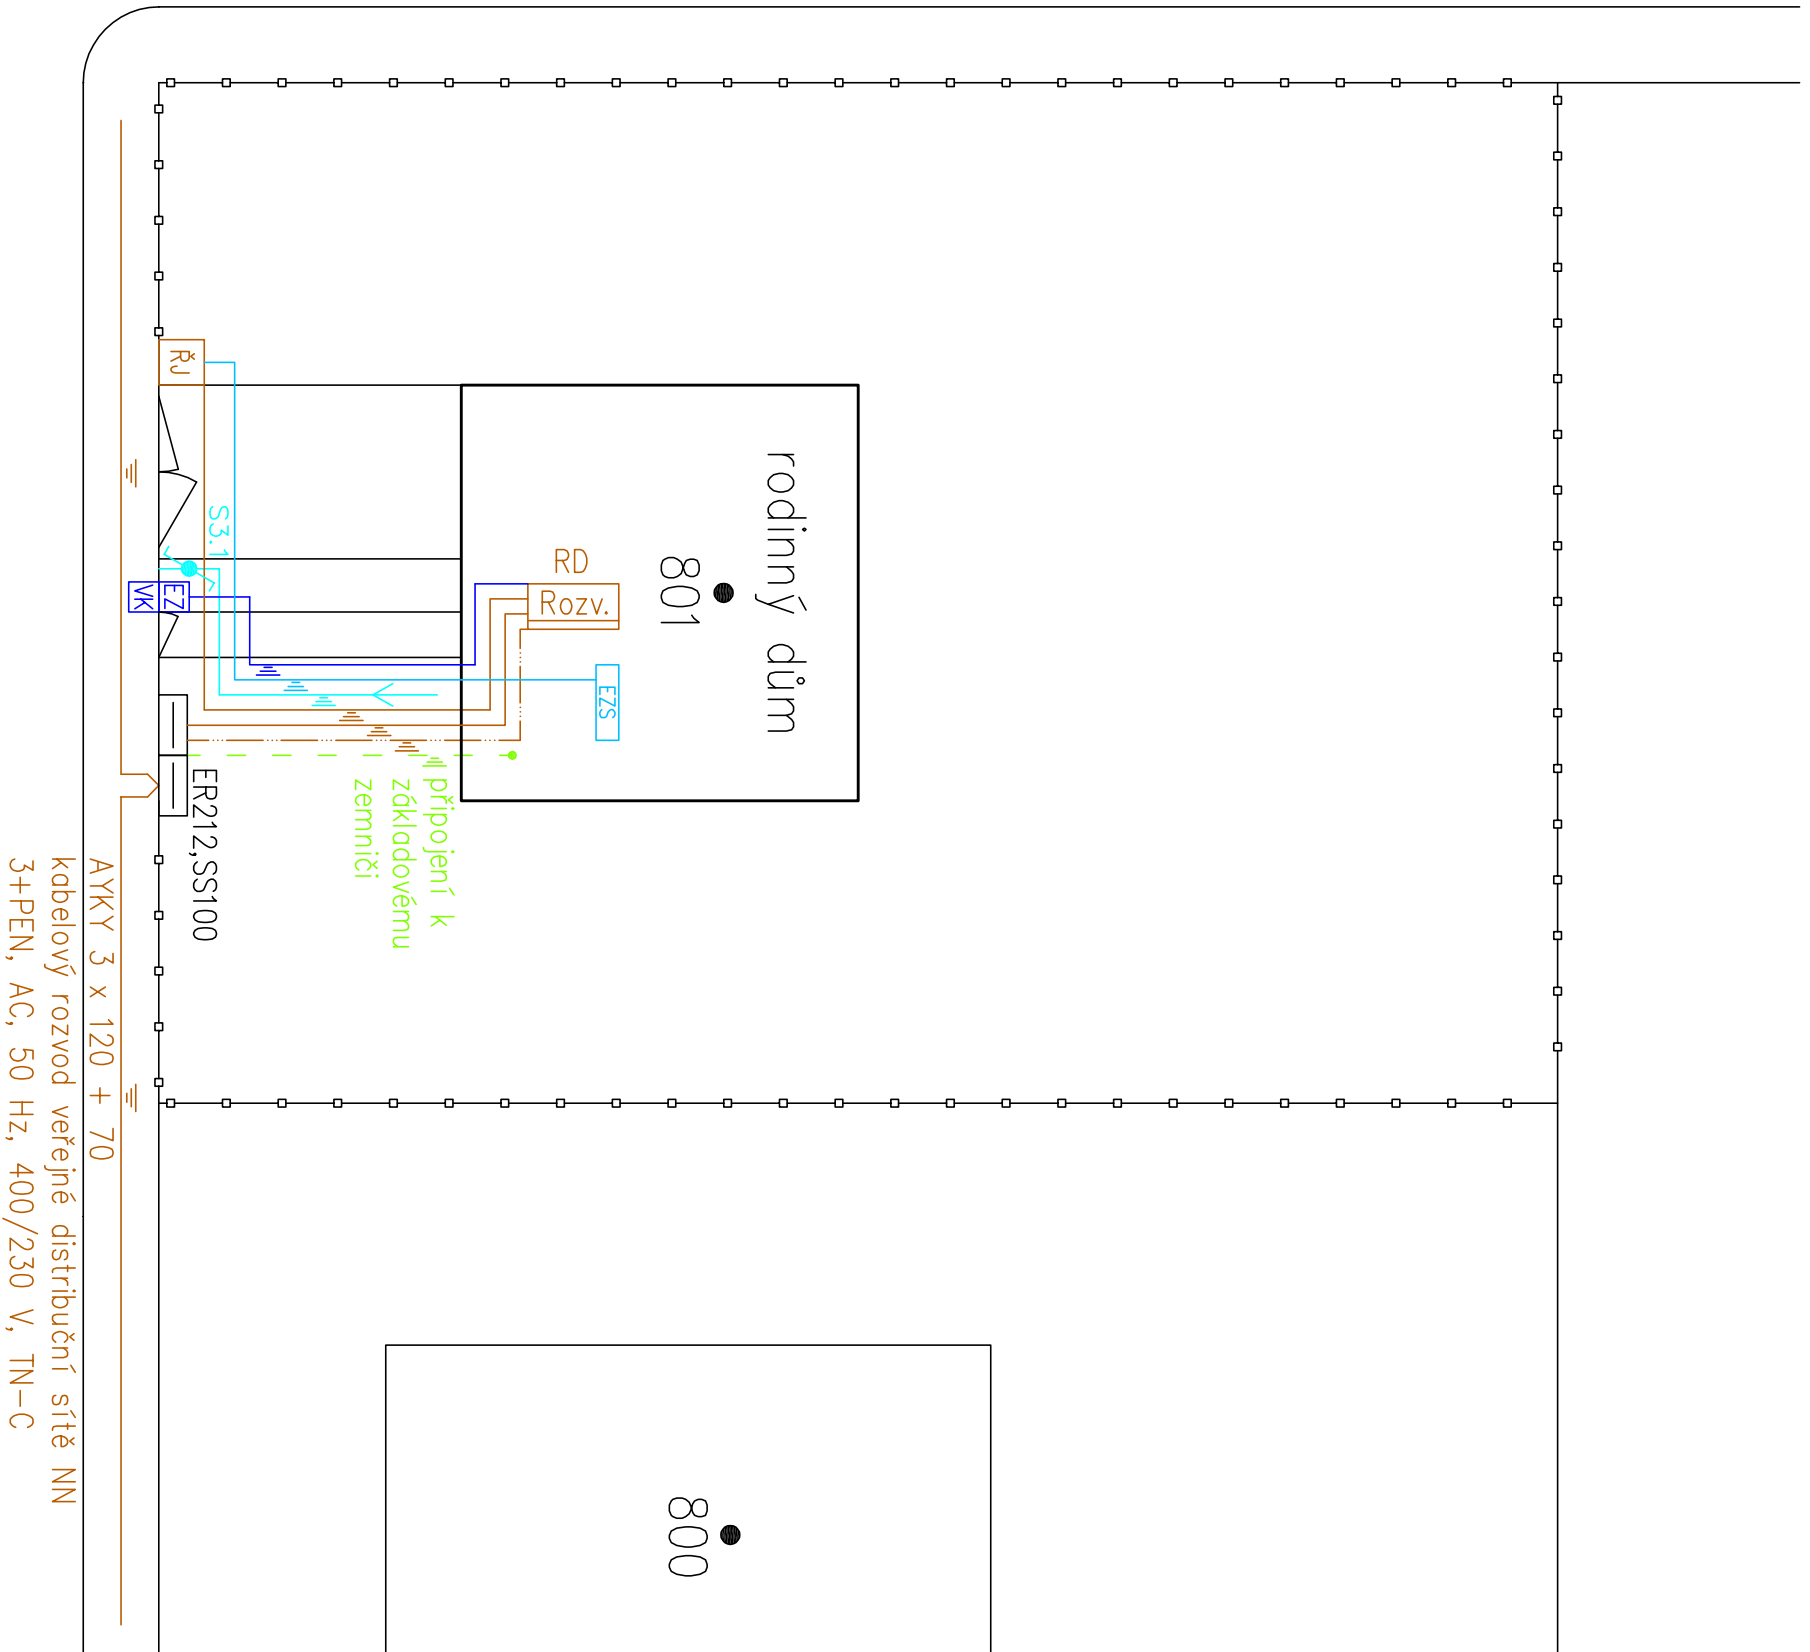 rodinný dům
801
RD
Rozv.
EZS
ŘJ
S3.1
EZ
VK
připojení k
základovému
zemniči
ER212,SS100
AYKY 3 x 120 + 70
kabelový rozvod veřejné distribuční sítě NN
3+PEN, AC, 50 Hz, 400/230 V, TN-C
800